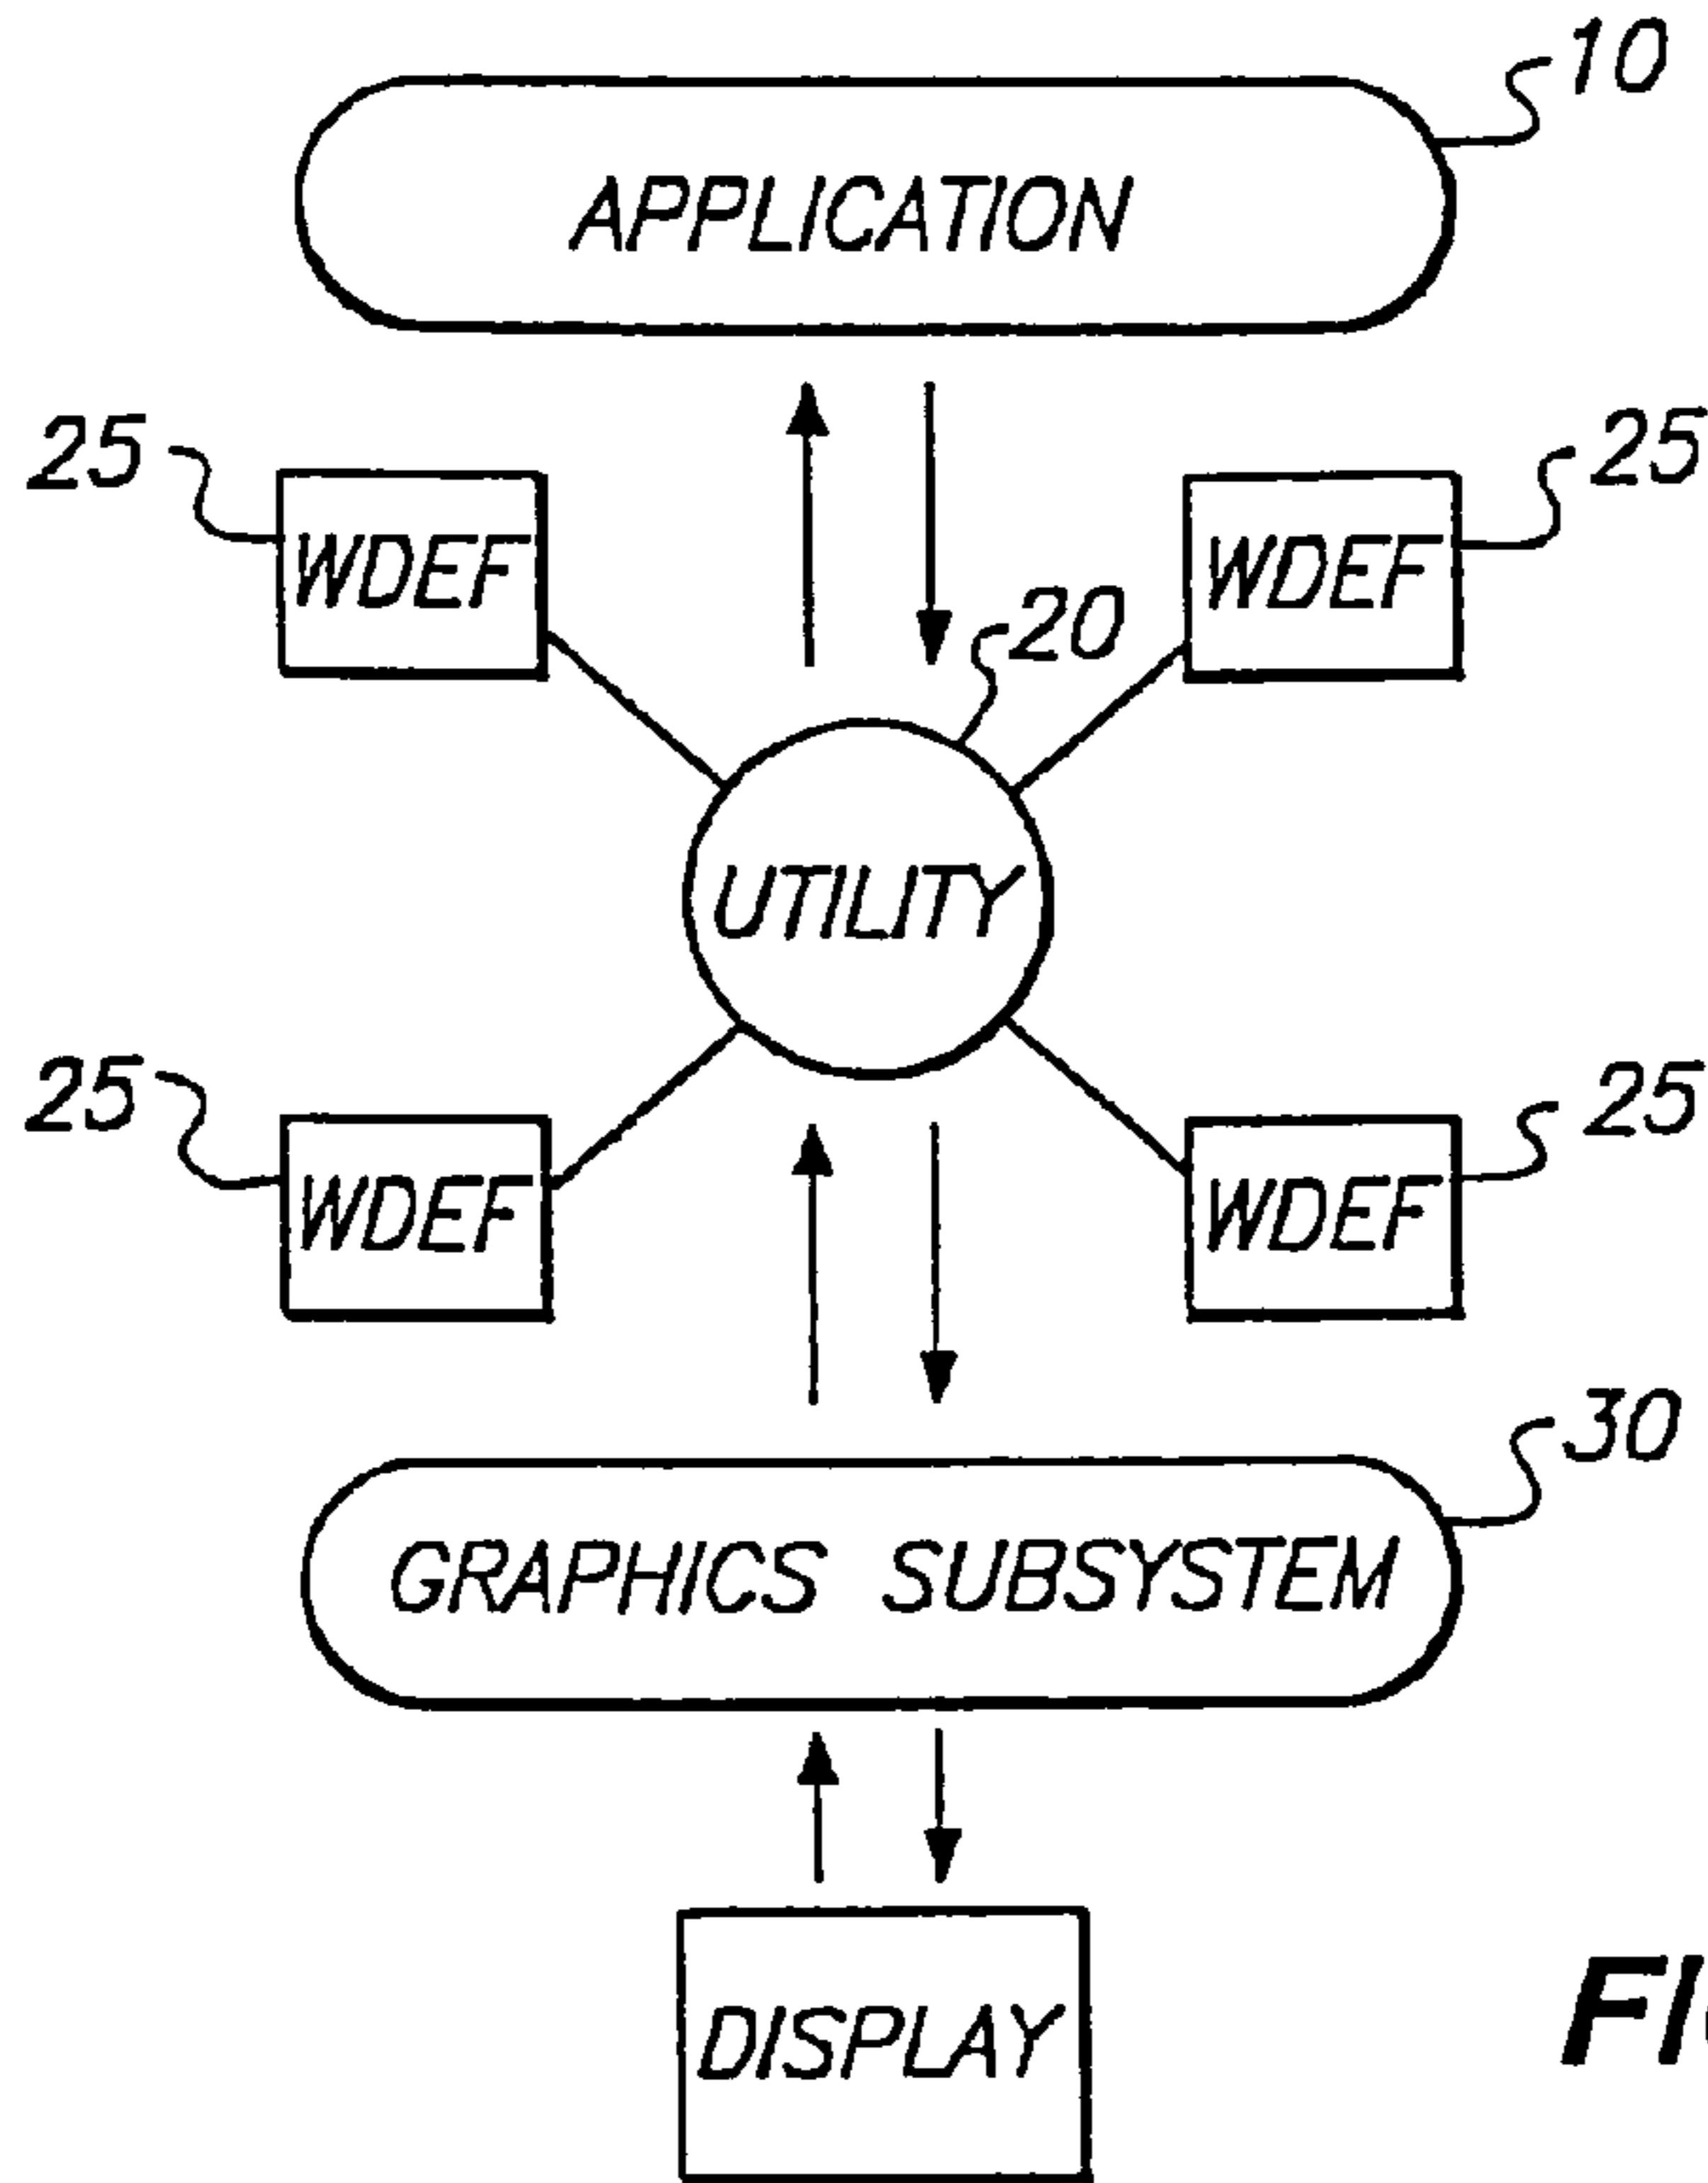 10
APPLICATION
25
25
WDEF
WDEF
20
UTILITY
25
25
WDEF
WDEF
30
GRAPHICS SUBSYSTEM
DISPLAY